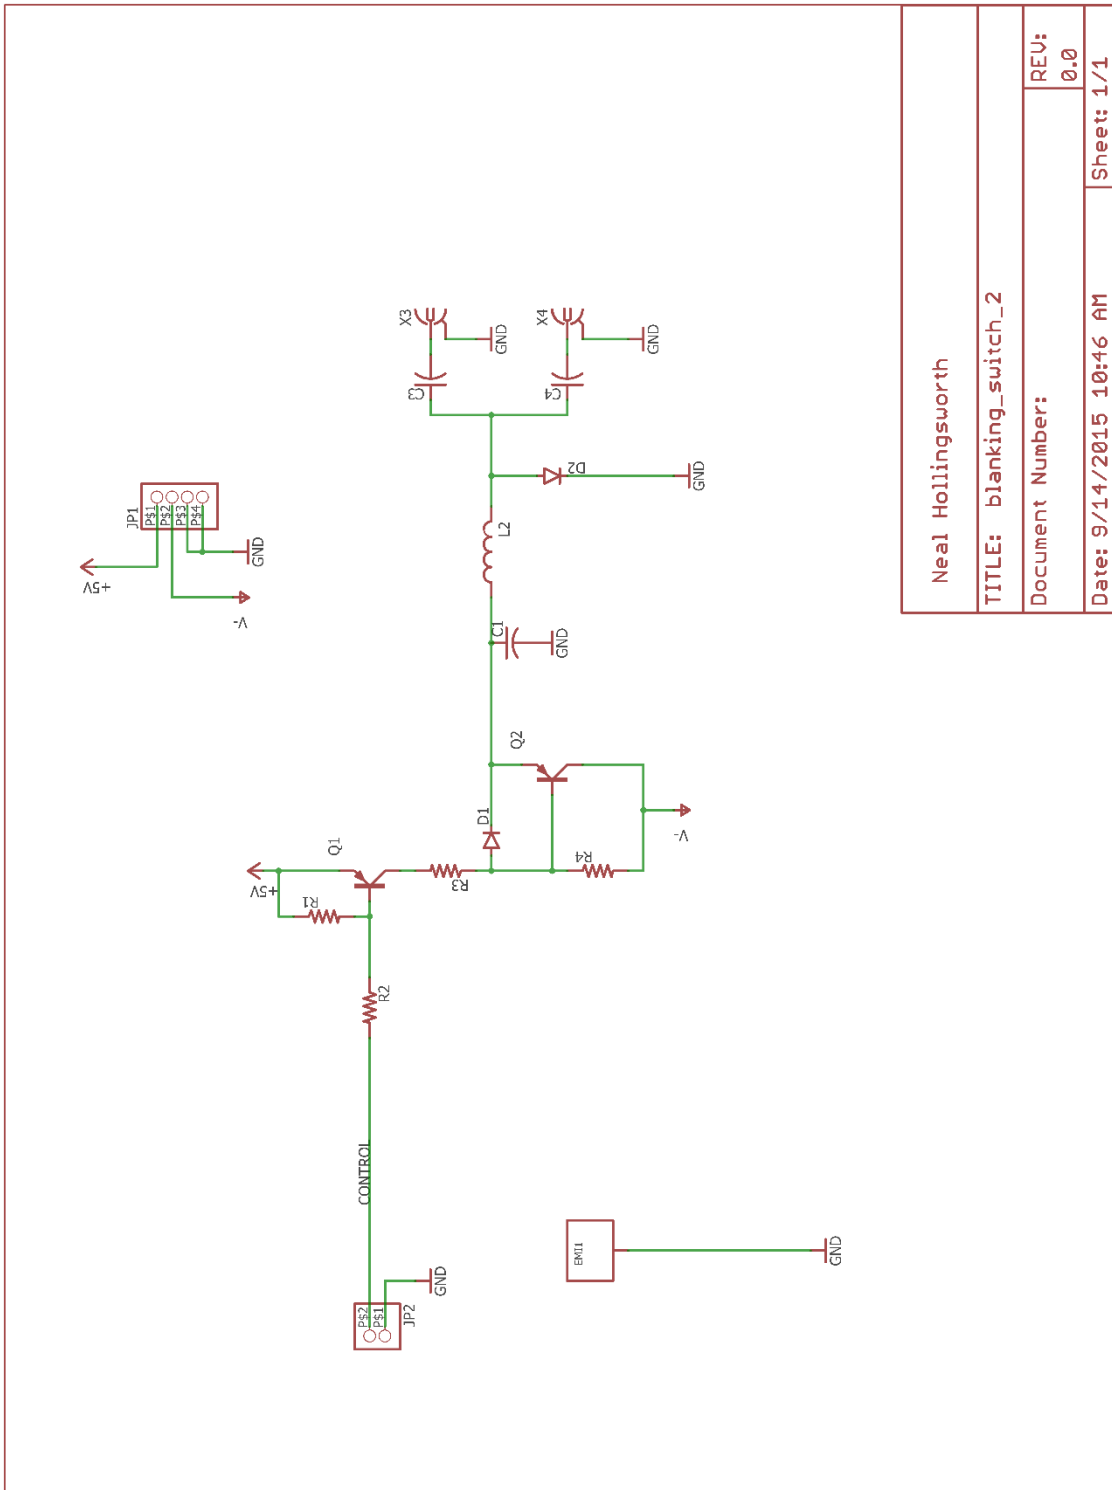 X3
C3
GND
X4
C4
GND
D2
GND
L2
C1
GND
JP1
P$1
P$2
P$3
P$4
+5V
GND
V-
Q2
D1
V-
Q1
+5V
R1
R3
R4
R2
CONTROL
JP2
P$2
P$1
GND
EMI1
GND
Neal Hollingsworth
TITLE: blanking_switch_2
Document Number:
REV:
0.0
Date: 9/14/2015 10:46 AM
Sheet: 1/1